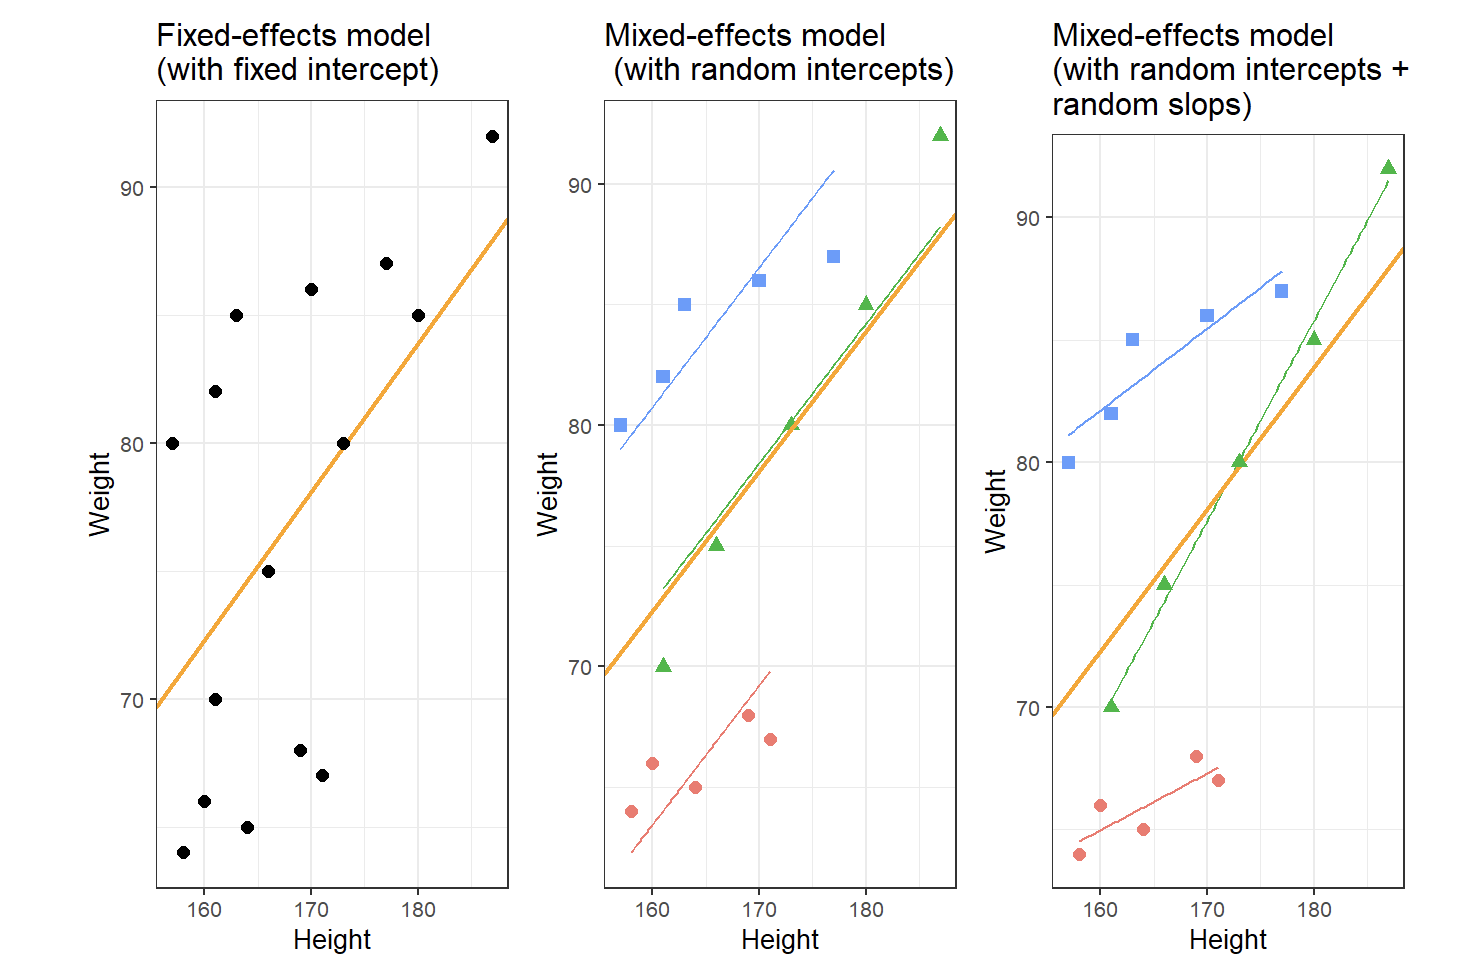 Fixed-effects model
(with fixed intercept)
Weight
90
80
70
160 170 180
Height
Mixed-effects model
(with random intercepts)
Weight
90
80
70
160 170 180
Height
Mixed-effects model
(with random intercepts +
random slops)
Weight
90
80
70
160 170 180
Height